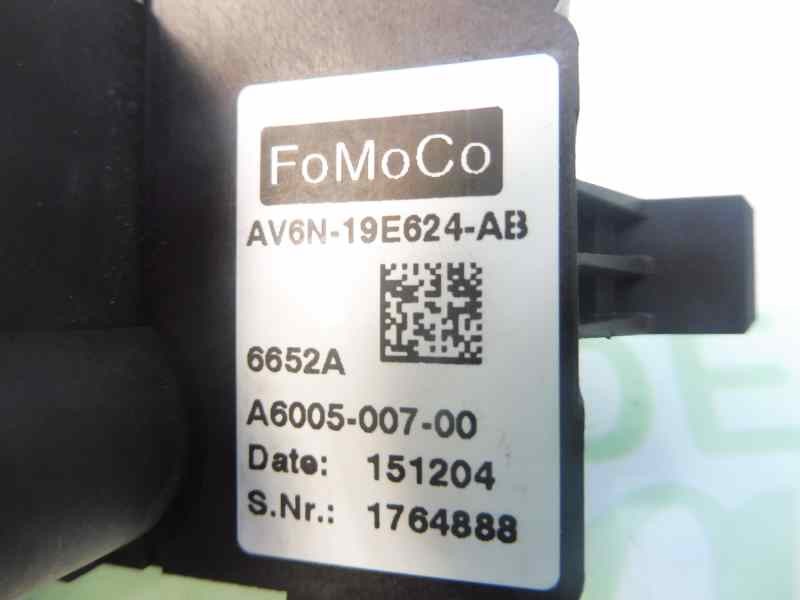 FoMoCo
AV6N-19E624-AB
6652A
A6005-007-00
Date: 151204
S.Nr.: 1764888